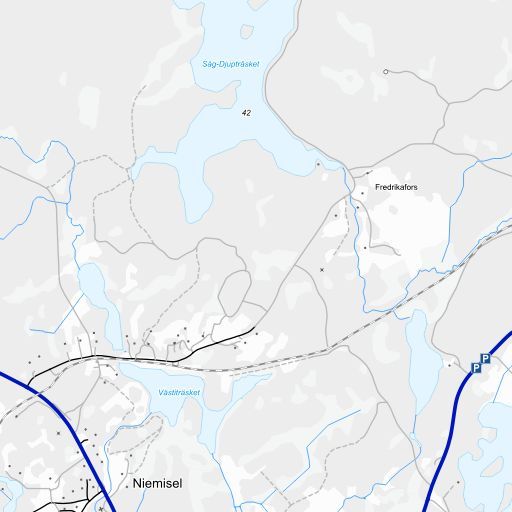 Såg-Djupträsket
42
Fredrikafors
P
P
Västiträsket
Niemisel